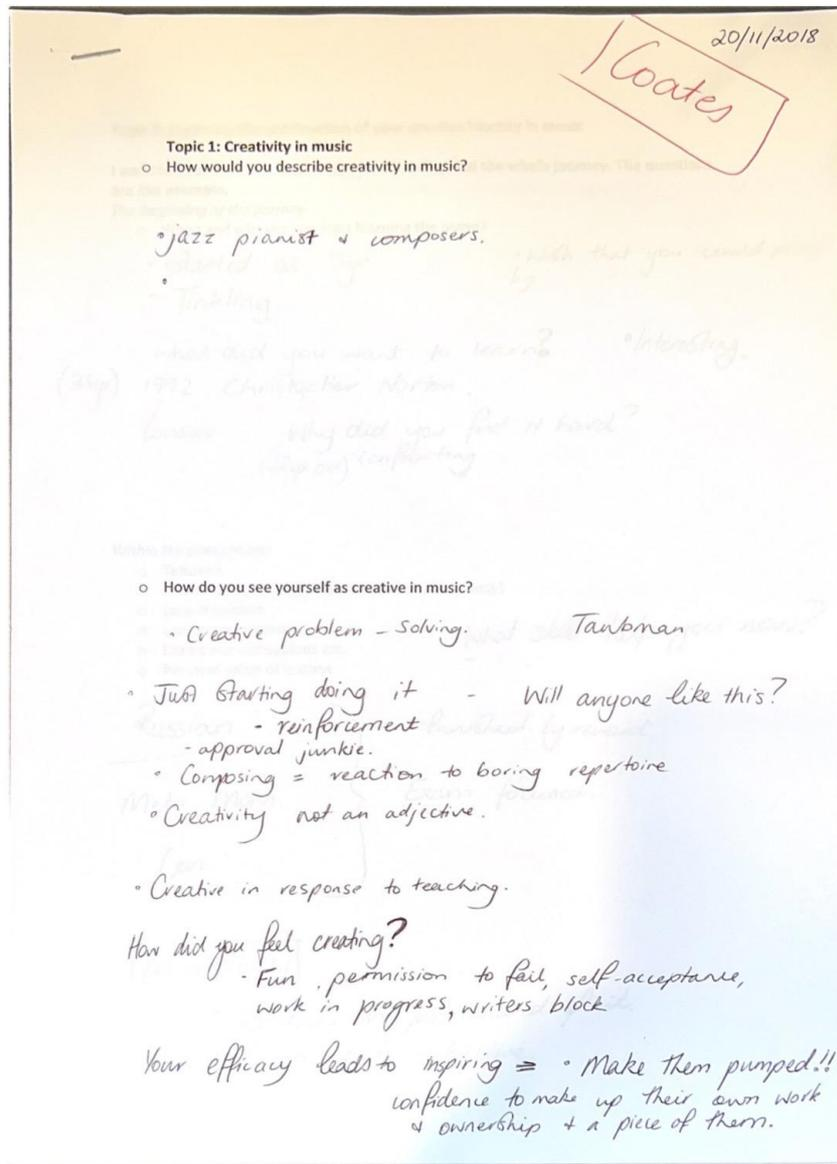 20/11/2018
Coates
Topic 1: Creativity in music
o How would you describe creativity in music?
• jazz pianist & composers.
•
o How do you see yourself as creative in music?
• Creative problem - solving. Taubman
• Just starting doing it - Will anyone like this?
- reinforcement
- approval junkie.
• Composing = reaction to boring repertoire
• Creativity not an adjective.
• Creative in response to teaching.
How did you feel creating?
- Fun, permission to fail, self-acceptance,
work in progress, writers block
Your efficacy leads to inspiring = • Make them pumped!!
confidence to make up their own work
& ownership & a piece of them.